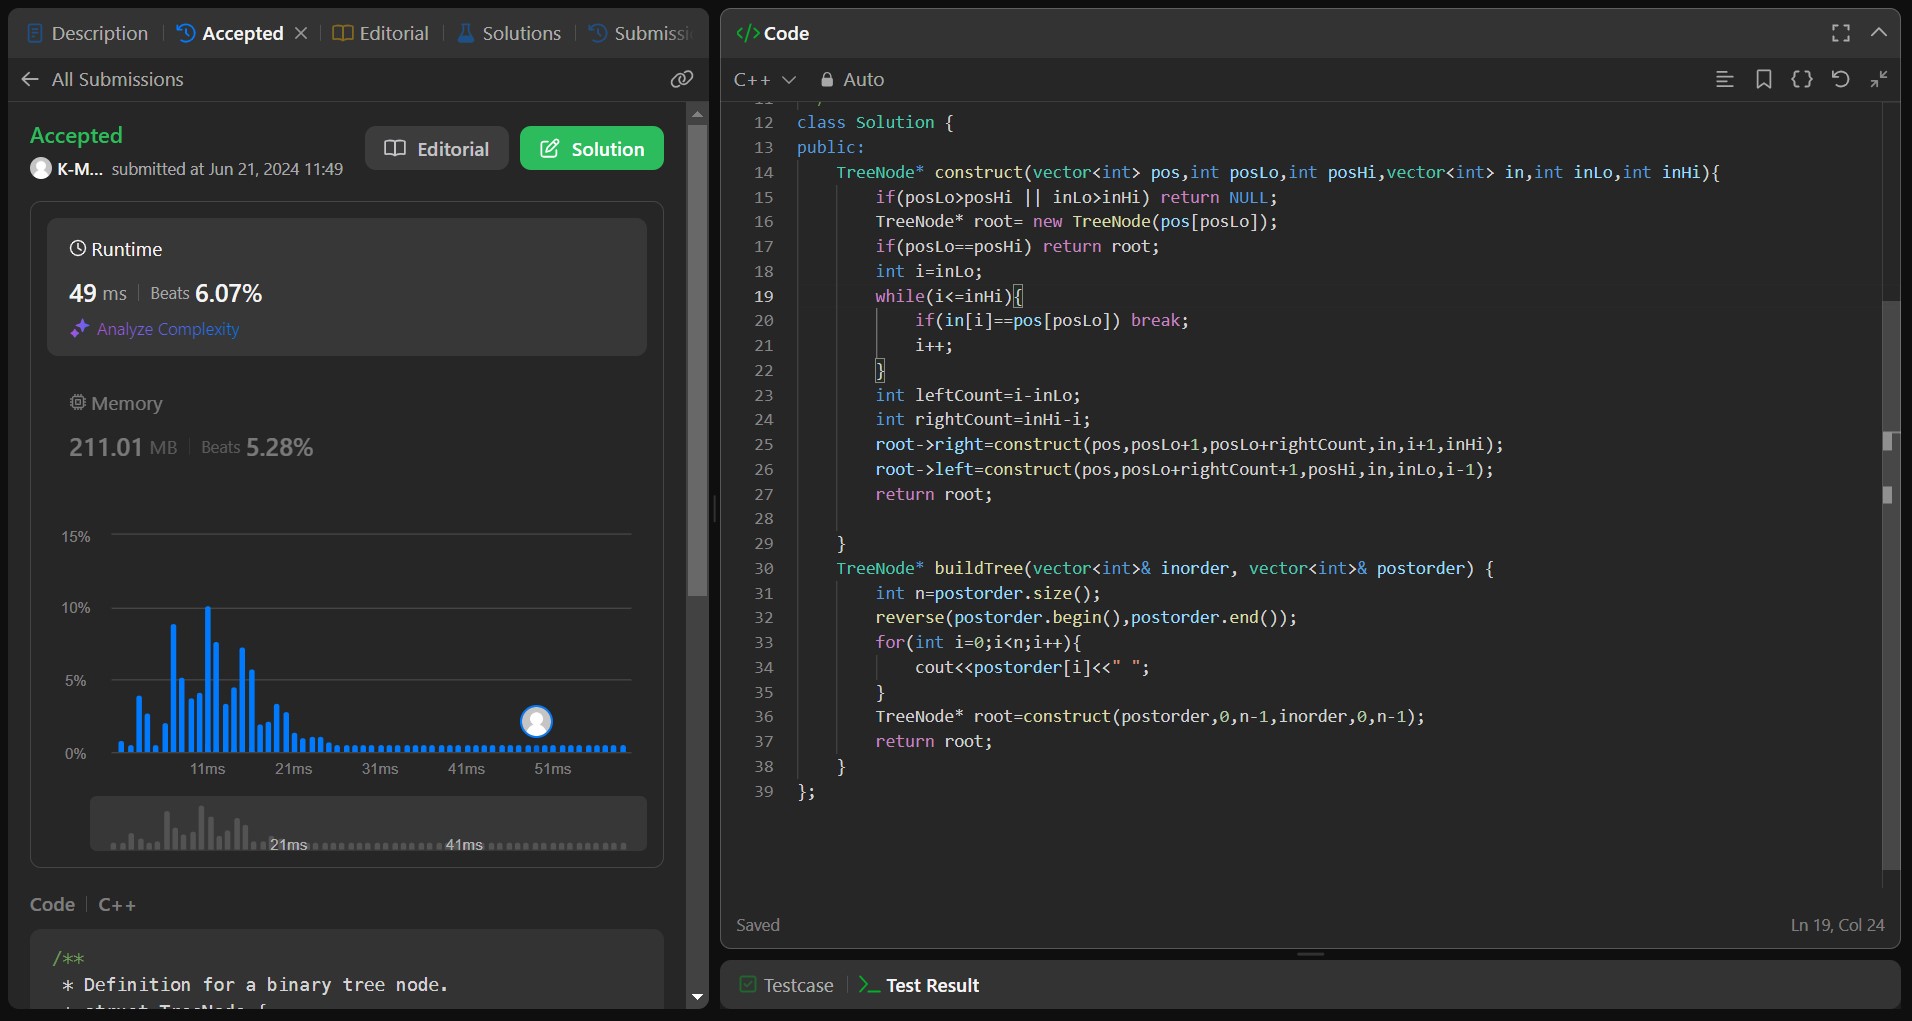 Description
Accepted
Editorial
Solutions
All Submissions
Accepted
K-M... submitted at Jun 21, 2024 11:49
Editorial
Solution
Runtime
49 ms | Beats 6.07%
Analyze Complexity
Memory
211.01 MB | Beats 5.28%
15%
10%
5%
0%
11ms 21ms 31ms 41ms 51ms
21ms 41ms
Code | C++
/**
* Definition for a binary tree node.
</> Code
C++ Auto
12 class Solution {
13 public:
14 TreeNode* construct(vector<int> pos,int posLo,int posHi,vector<int> in,int inLo,int inHi){
15 if(posLo>posHi || inLo>inHi) return NULL;
16 TreeNode* root= new TreeNode(pos[posLo]);
17 if(posLo==posHi) return root;
18 int i=inLo;
19 while(i<=inHi){
20 if(in[i]==pos[posLo]) break;
21 i++;
22 }
23 int leftCount=i-inLo;
24 int rightCount=inHi-i;
25 root->right=construct(pos,posLo+1,posLo+rightCount,in,i+1,inHi);
26 root->left=construct(pos,posLo+rightCount+1,posHi,in,inLo,i-1);
27 return root;
28
29 }
30 TreeNode* buildTree(vector<int>& inorder, vector<int>& postorder) {
31 int n=postorder.size();
32 reverse(postorder.begin(),postorder.end());
33 for(int i=0;i<n;i++){
34 cout<<postorder[i]<<" ";
35 }
36 TreeNode* root=construct(postorder,0,n-1,inorder,0,n-1);
37 return root;
38 }
39 };
Saved
Ln 19, Col 24
Testcase
Test Result